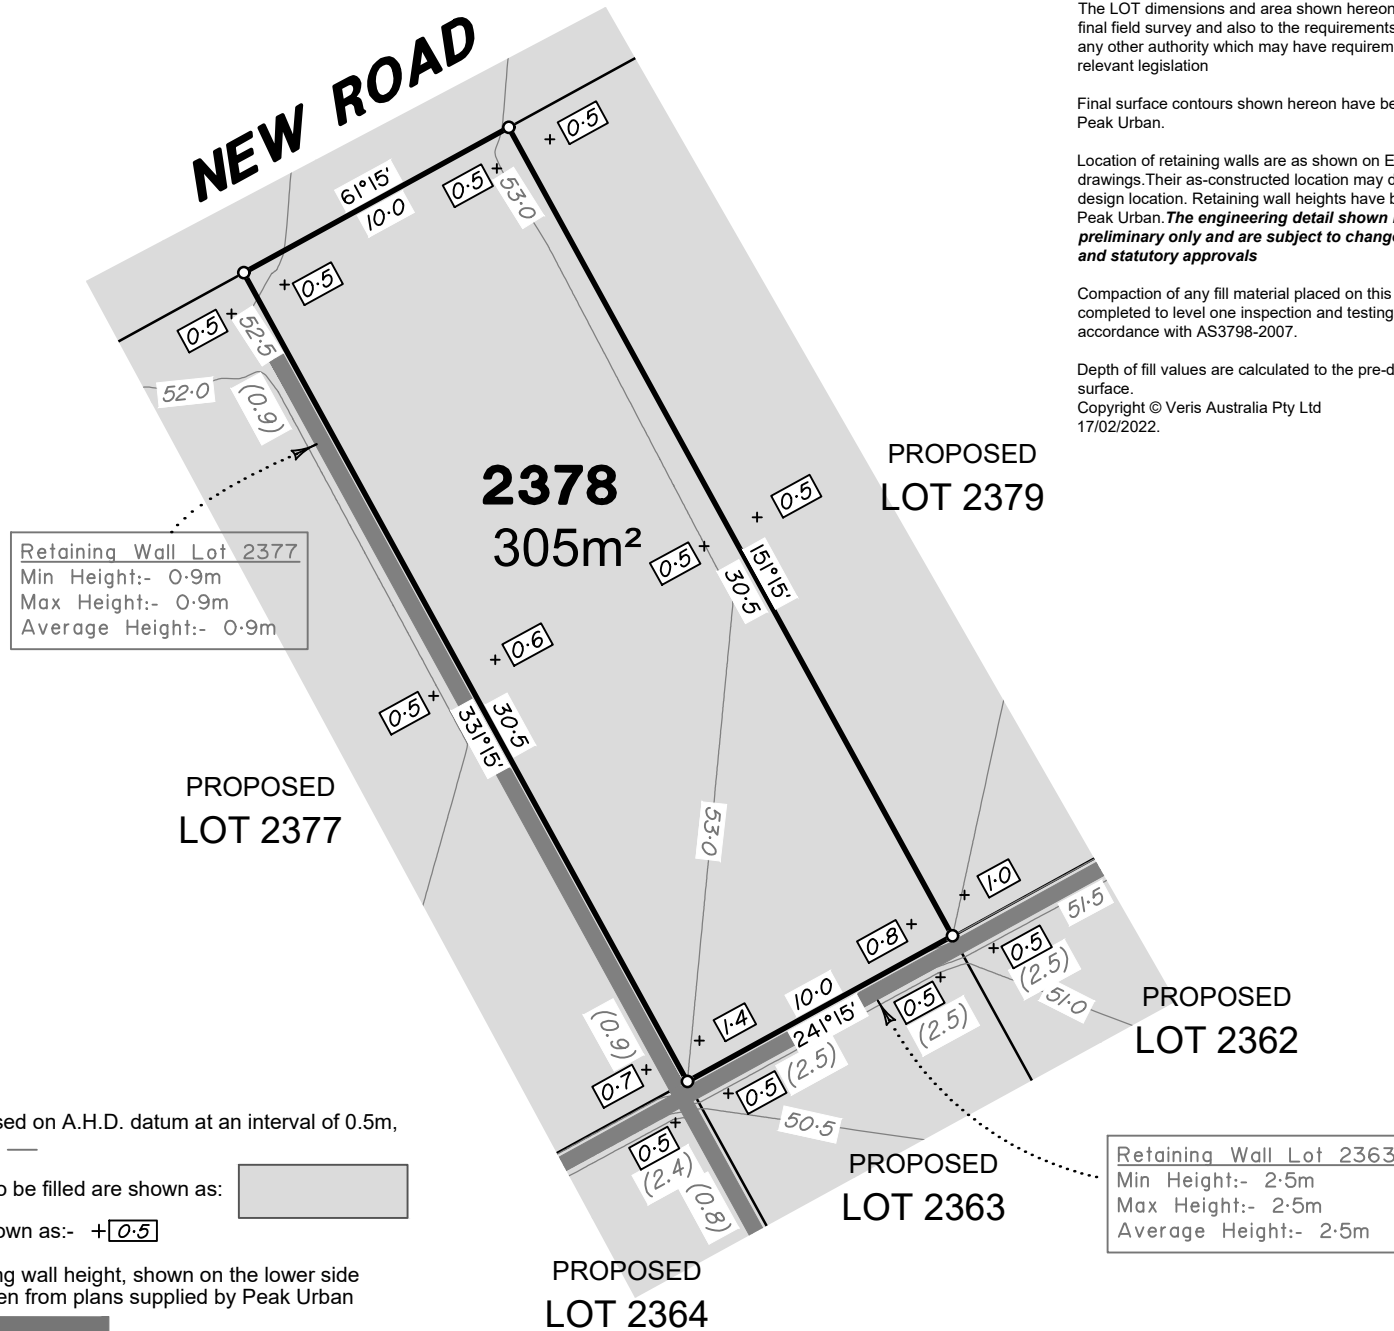 The LOT dimensions and area shown hereon
final field survey and also to the requirements
any other authority which may have
relevant legislation
Final surface contours shown hereon have
Peak Urban.
Location of retaining walls are as shown on
drawings.Their as-constructed location may
design location. Retaining wall heights have
Peak Urban.The engineering detail shown
preliminary only and are subject to
and statutory approvals
Compaction of any fill material placed on this
completed to level one inspection and testing
accordance with AS3798-2007.
Depth of fill values are calculated to the
surface.
Copyright © Veris Australia Pty Ltd
17/02/2022.
NEW ROAD
0·5
61°15'
10·0
0·5
53·0
0·5
0·5
52·5
52·0
(0.9)
2378
305m²
PROPOSED
LOT 2379
0·5
0·5
151°15'
30·5
Retaining Wall Lot 2377
Min Height:- 0·9m
Max Height:- 0·9m
Average Height:- 0·9m
0·6
0·5
30·5
331°15'
PROPOSED
LOT 2377
53·0
1·0
51·5
0·8
0·5
(2.5)
51·0
10·0
241°15'
0·5
(2.5)
1·4
(0.9)
0·7
0·5
(2.5)
50·5
0·5
(2.4)
(0.8)
PROPOSED
LOT 2362
PROPOSED
LOT 2363
Retaining Wall Lot 2363
Min Height:- 2·5m
Max Height:- 2·5m
Average Height:- 2·5m
PROPOSED
LOT 2364
on A.H.D. datum at an interval of 0.5m,
be filled are shown as:
as:- +0·5
wall height, shown on the lower side
from plans supplied by Peak Urban